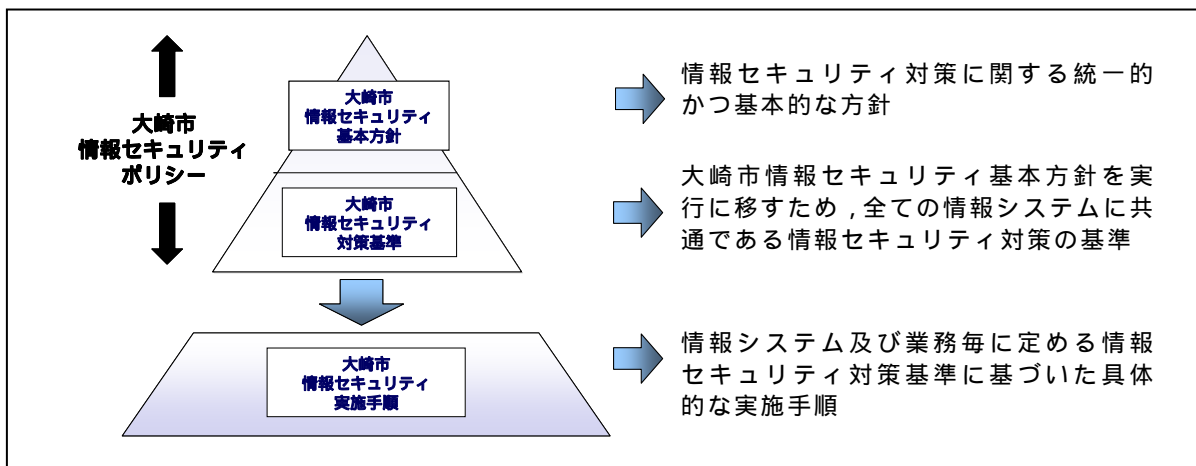 大崎市
情報セキュリティ
ポリシー
大崎市
情報セキュリティ
基本方針
情報セキュリティ対策に関する統一的
かつ基本的な方針
大崎市
情報セキュリティ
対策基準
大崎市情報セキュリティ基本方針を実
行に移すため,全ての情報システムに共
通である情報セキュリティ対策の基準
大崎市
情報セキュリティ
実施手順
情報システム及び業務毎に定める情報
セキュリティ対策基準に基づいた具体
的な実施手順